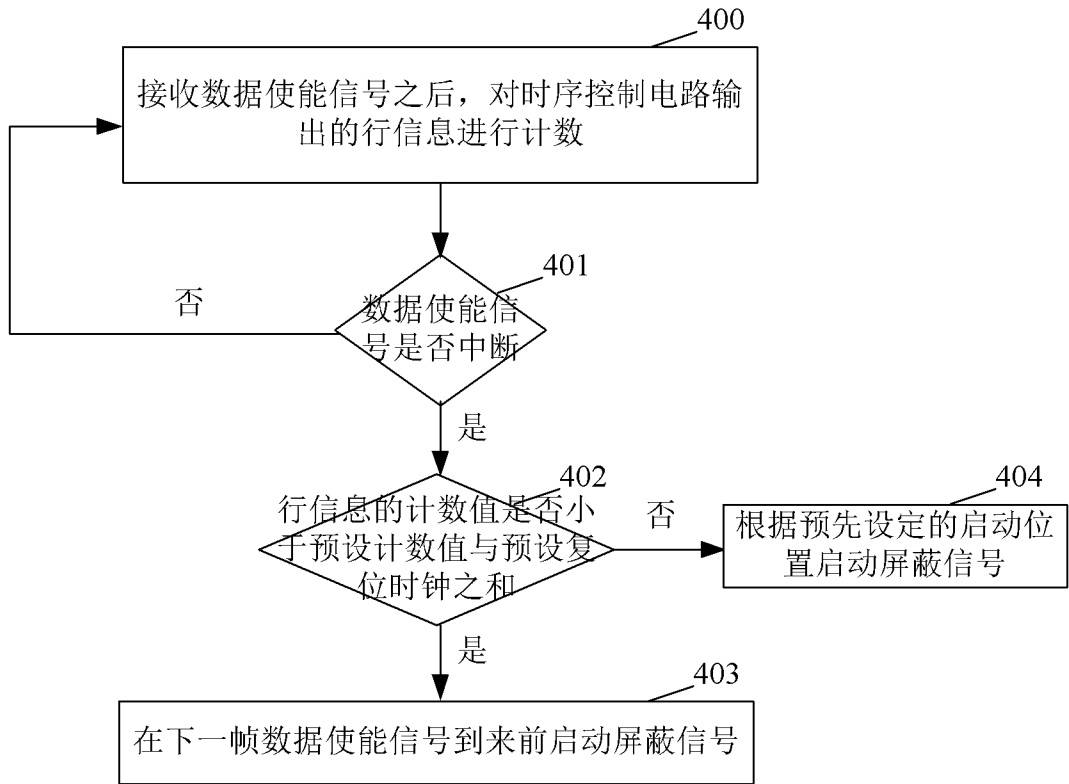 400
接收数据使能信号之后，对时序控制电路输
出的行信息进行计数
401
否
数据使能信
号是否中断
是
402
行信息的计数值是否小
于预设计数值与预设复
位时钟之和
否
404
根据预先设定的启动位
置启动屏蔽信号
是
403
在下一帧数据使能信号到来前启动屏蔽信号